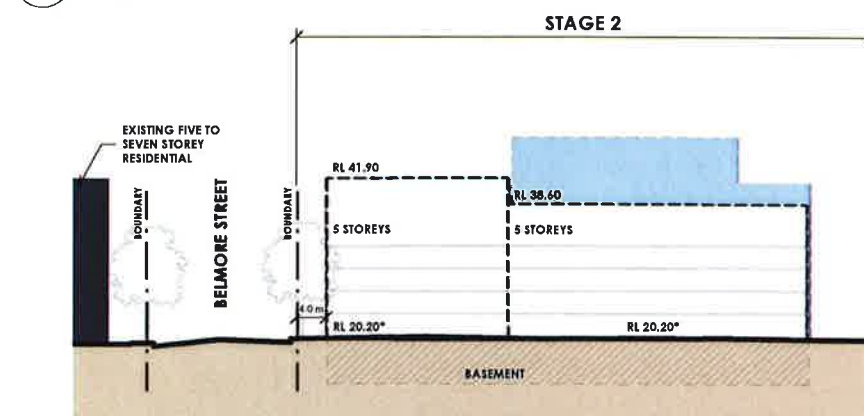 STAGE 2
EXISTING FIVE TO
SEVEN STOREY
RESIDENTIAL
BOUNDARY
BELMORE STREET
BOUNDARY
RL 41.90
RL 38.60
5 STOREYS
5 STOREYS
4.0 m
RL 20.20*
RL 20.20*
BASEMENT